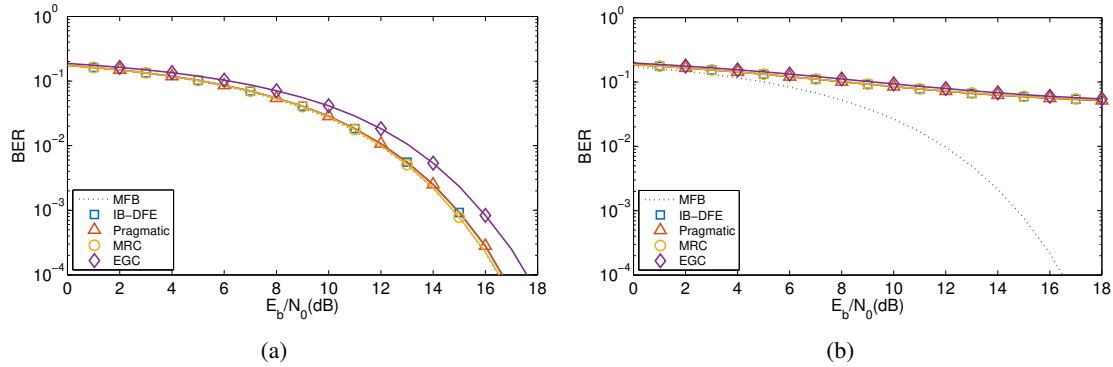 10^0
10^-1
10^-2
10^-3
10^-4
BER
MFB
IB-DFE
Pragmatic
MRC
EGC
0 2 4 6 8 10 12 14 16 18
E_b/N_0(dB)
(a)
10^0
10^-1
10^-2
10^-3
10^-4
BER
MFB
IB-DFE
Pragmatic
MRC
EGC
0 2 4 6 8 10 12 14 16 18
E_b/N_0(dB)
(b)